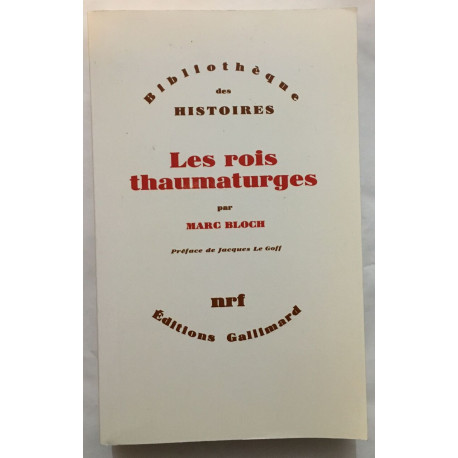 Bibliothèque
des
HISTOIRES
Les rois
thaumaturges
par
MARC BLOCH
Préface de Jacques Le Goff
nrf
Éditions Gallimard